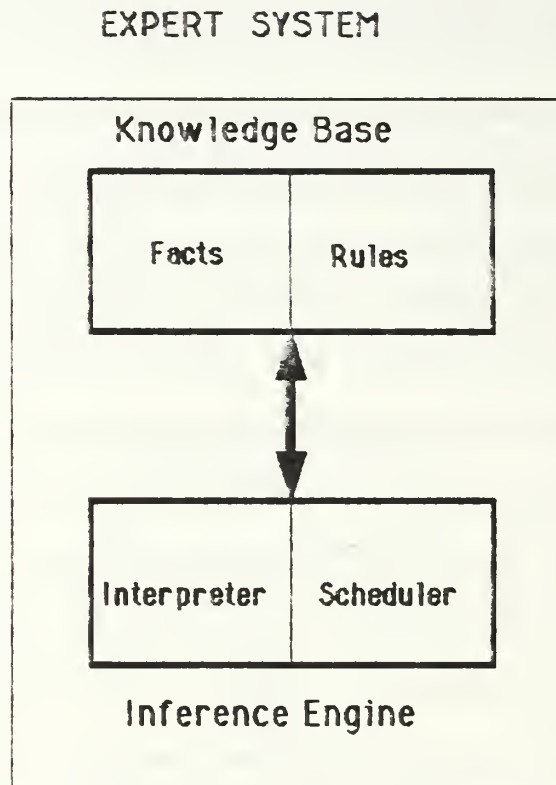 EXPERT SYSTEM
Knowledge Base
Facts Rules
Interpreter Scheduler
Inference Engine